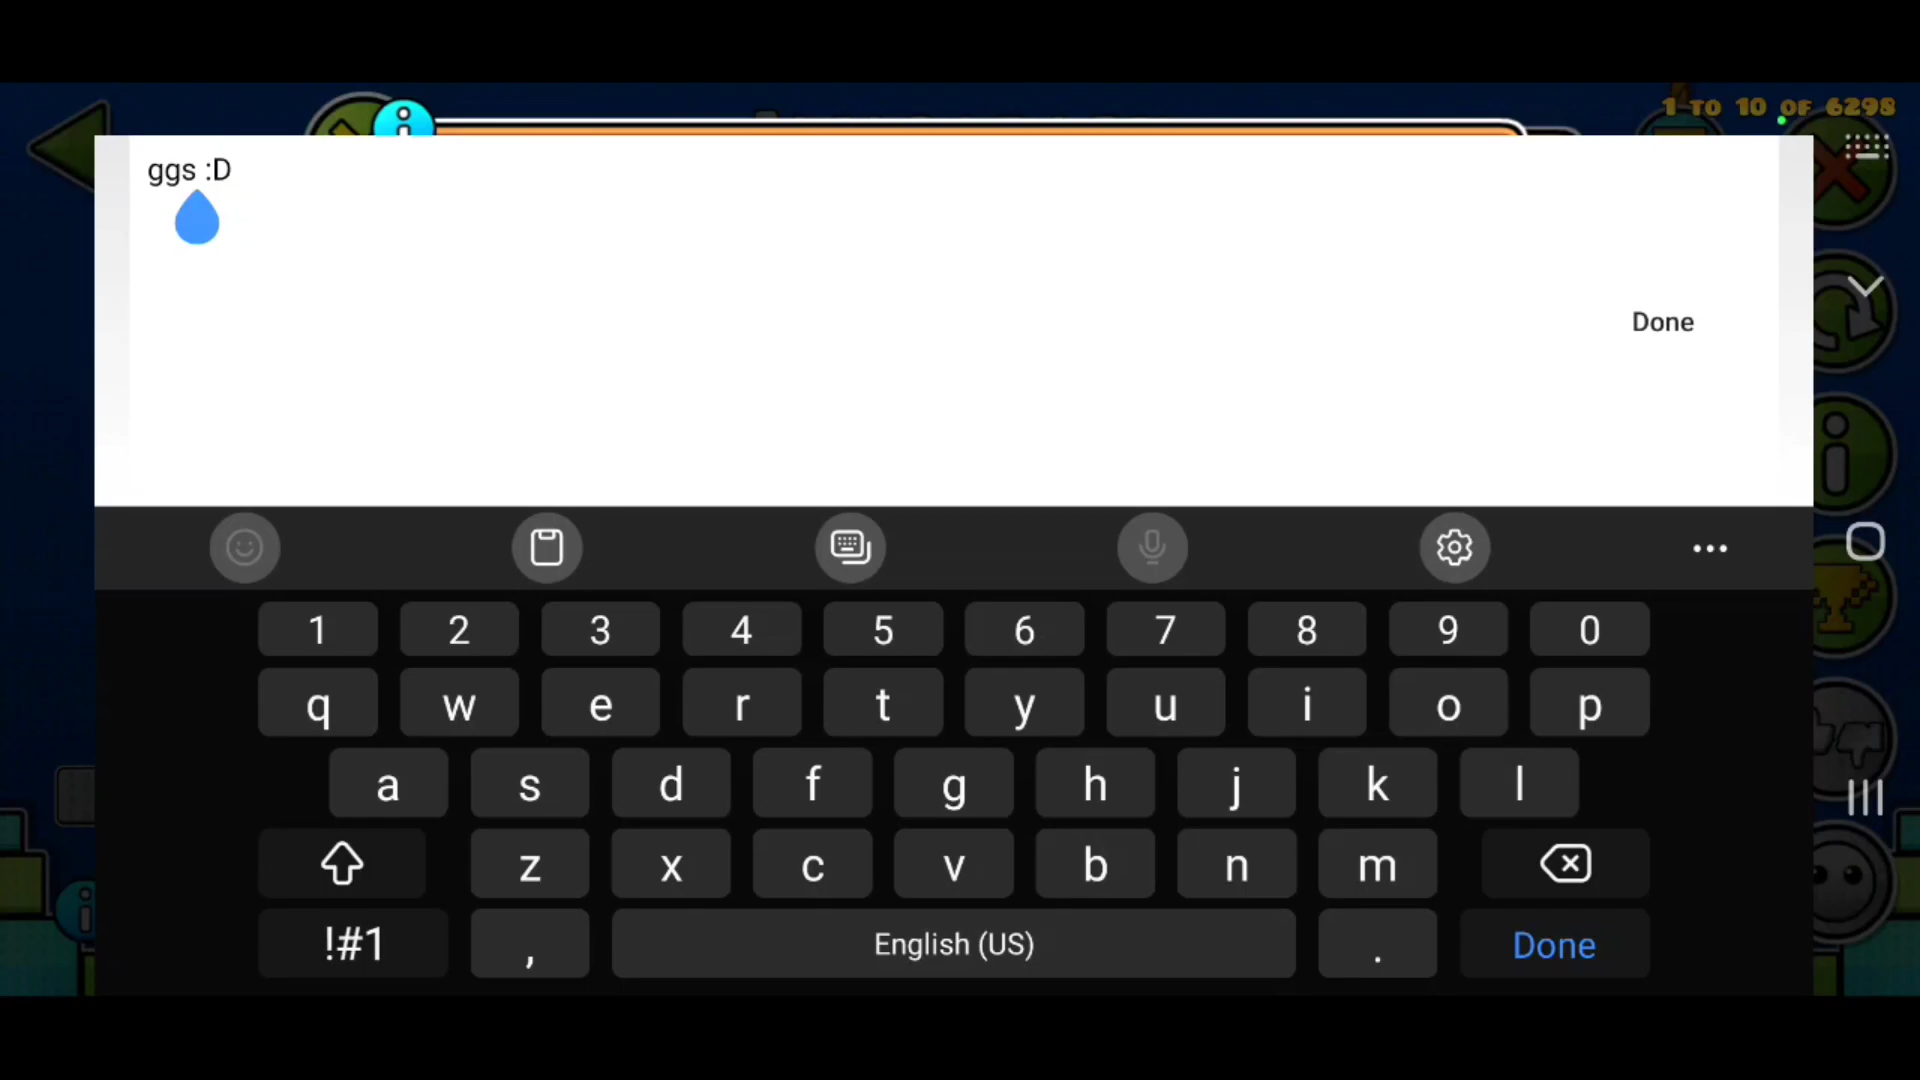 1 TO 10 OF 6298
ggs :D
Done
1 2 3 4 5 6 7 8 9 0
q w e r t y u i o p
a s d f g h j k l
z x c v b n m
!#1 , English (US) . Done